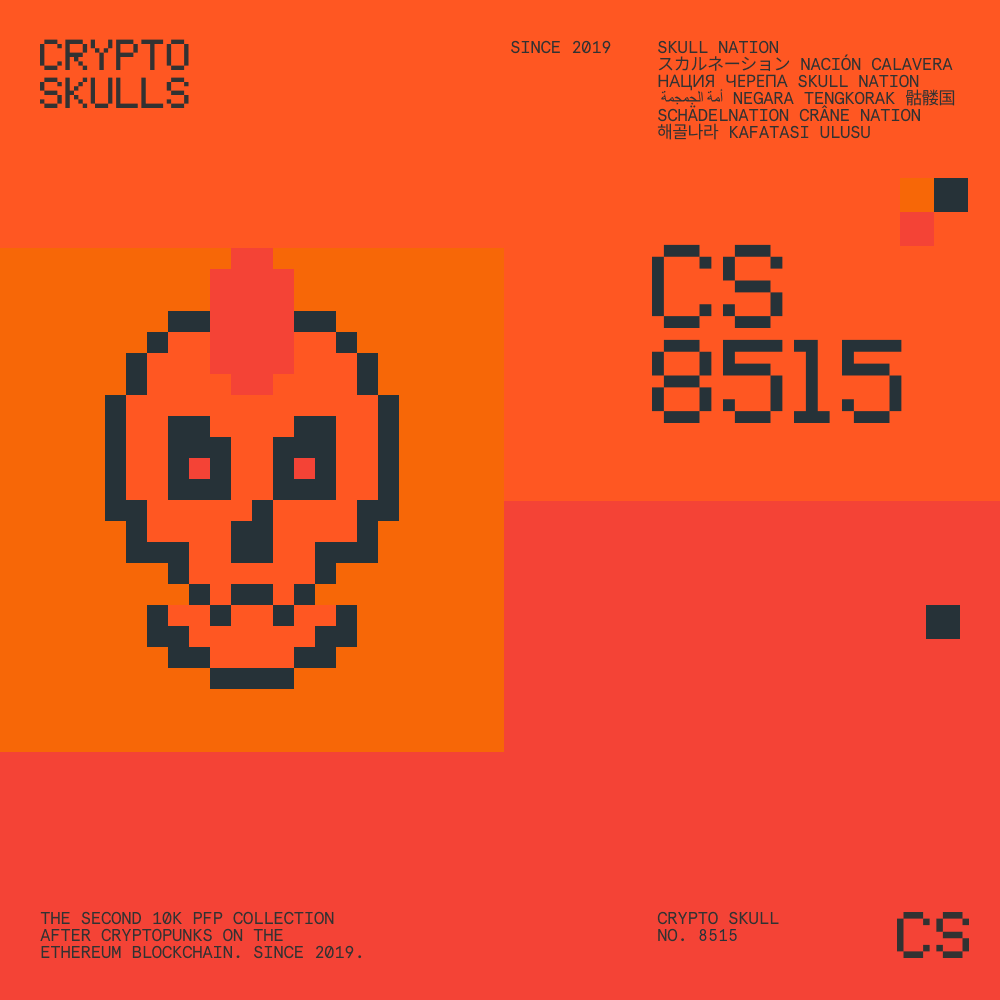 CRYPTO
SKULLS
SINCE 2019
SKULL NATION
スカルネーション NACIÓN CALAVERA
НАЦИЯ ЧЕРЕПА SKULL NATION
أمة الجمجمة NEGARA TENGKORAK 骷髅国
SCHÄDELNATION CRÂNE NATION
해골나라 KAFATASI ULUSU
CS
8515
THE SECOND 10K PFP COLLECTION
AFTER CRYPTOPUNKS ON THE
ETHEREUM BLOCKCHAIN. SINCE 2019.
CRYPTO SKULL
NO. 8515
CS